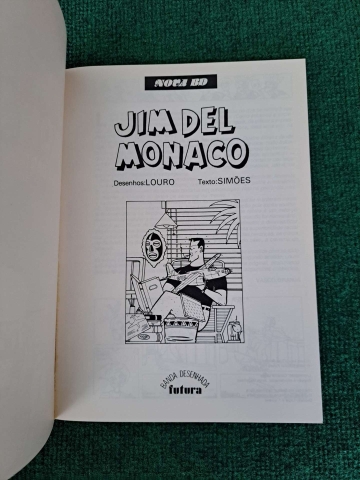 NOVA BD
JIM DEL
MONACO
Desenhos:LOURO Texto:SIMÕES
BANDA DESENHADA
futura